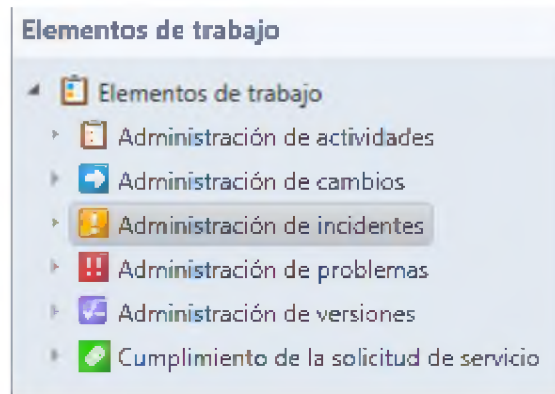 Elementos de trabajo
Elementos de trabajo
Administración de actividades
Administración de cambios
Administración de incidentes
Administración de problemas
Administración de versiones
Cumplimiento de la solicitud de servicio